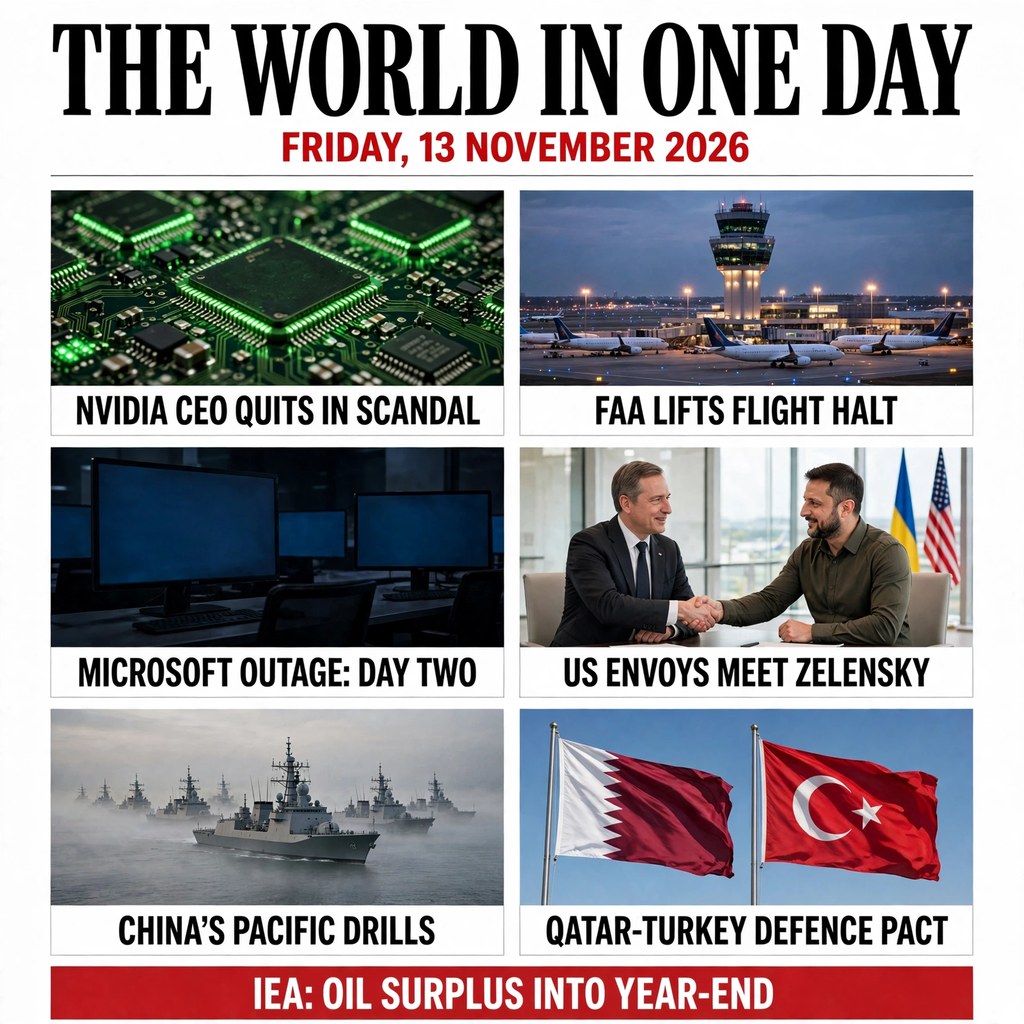 THE WORLD IN ONE DAY
FRIDAY, 13 NOVEMBER 2026
NVIDIA CEO QUITS IN SCANDAL
FAA LIFTS FLIGHT HALT
MICROSOFT OUTAGE: DAY TWO
US ENVOYS MEET ZELENSKY
CHINA'S PACIFIC DRILLS
QATAR-TURKEY DEFENCE PACT
IEA: OIL SURPLUS INTO YEAR-END